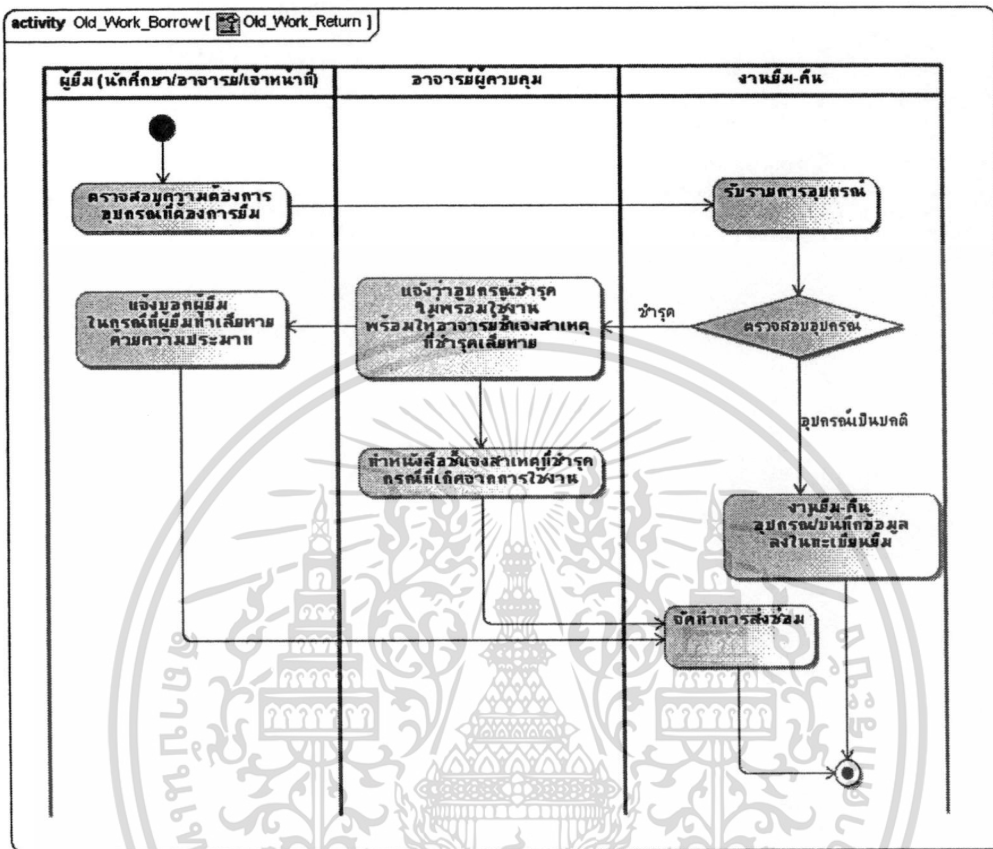 activity Old_Work_Borrow [ Old_Work_Return ]
ผู้ยืม (นักศึกษา/อาจารย์/เจ้าหน้าที่)
อาจารย์ผู้ควบคุม
งานยืม-คืน
ตรวจสอบความต้องการ
อุปกรณ์ที่ต้องการยืม
รับรายการอุปกรณ์
แจ้งบอกผู้ยืม
ในกรณีที่ผู้ยืมทำเสียหาย
ด้วยความประมาท
แจ้งว่าอุปกรณ์ชำรุด
ไม่พร้อมใช้งาน
พร้อมให้อาจารย์ชี้แจงสาเหตุ
ที่ชำรุดเสียหาย
ชำรุด
ตรวจสอบอุปกรณ์
อุปกรณ์เป็นปกติ
ทำหนังสือชี้แจงสาเหตุที่ชำรุด
กรณีที่เกิดจากการใช้งาน
งานยืม-คืน
อุปกรณ์/บันทึกข้อมูล
ลงในทะเบียนยืม
จัดทำการส่งซ่อม